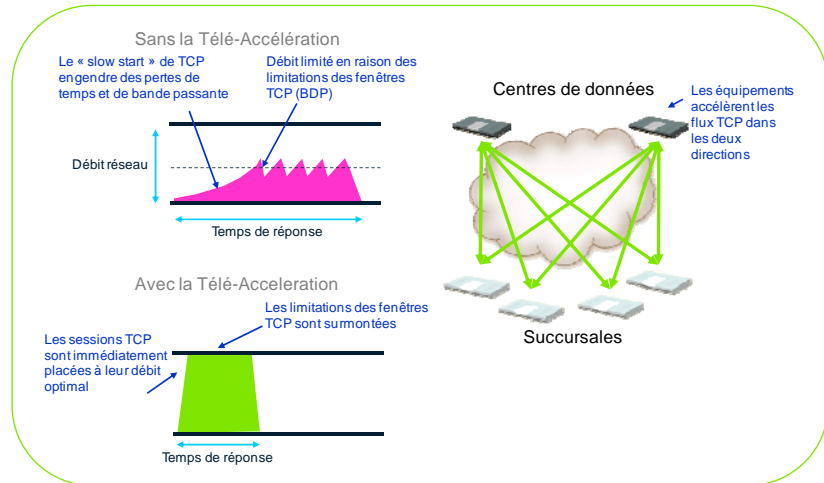 Sans la Télé-Accélération
Le « slow start » de TCP
engendre des pertes de
temps et de bande passante
Débit limité en raison des
limitations des fenêtres
TCP (BDP)
Débit réseau
Temps de réponse
Centres de données
Les équipements
accélèrent les
flux TCP dans
les deux
directions
Succursales
Avec la Télé-Acceleration
Les limitations des fenêtres
TCP sont surmontées
Les sessions TCP
sont immédiatement
placées à leur débit
optimal
Temps de réponse